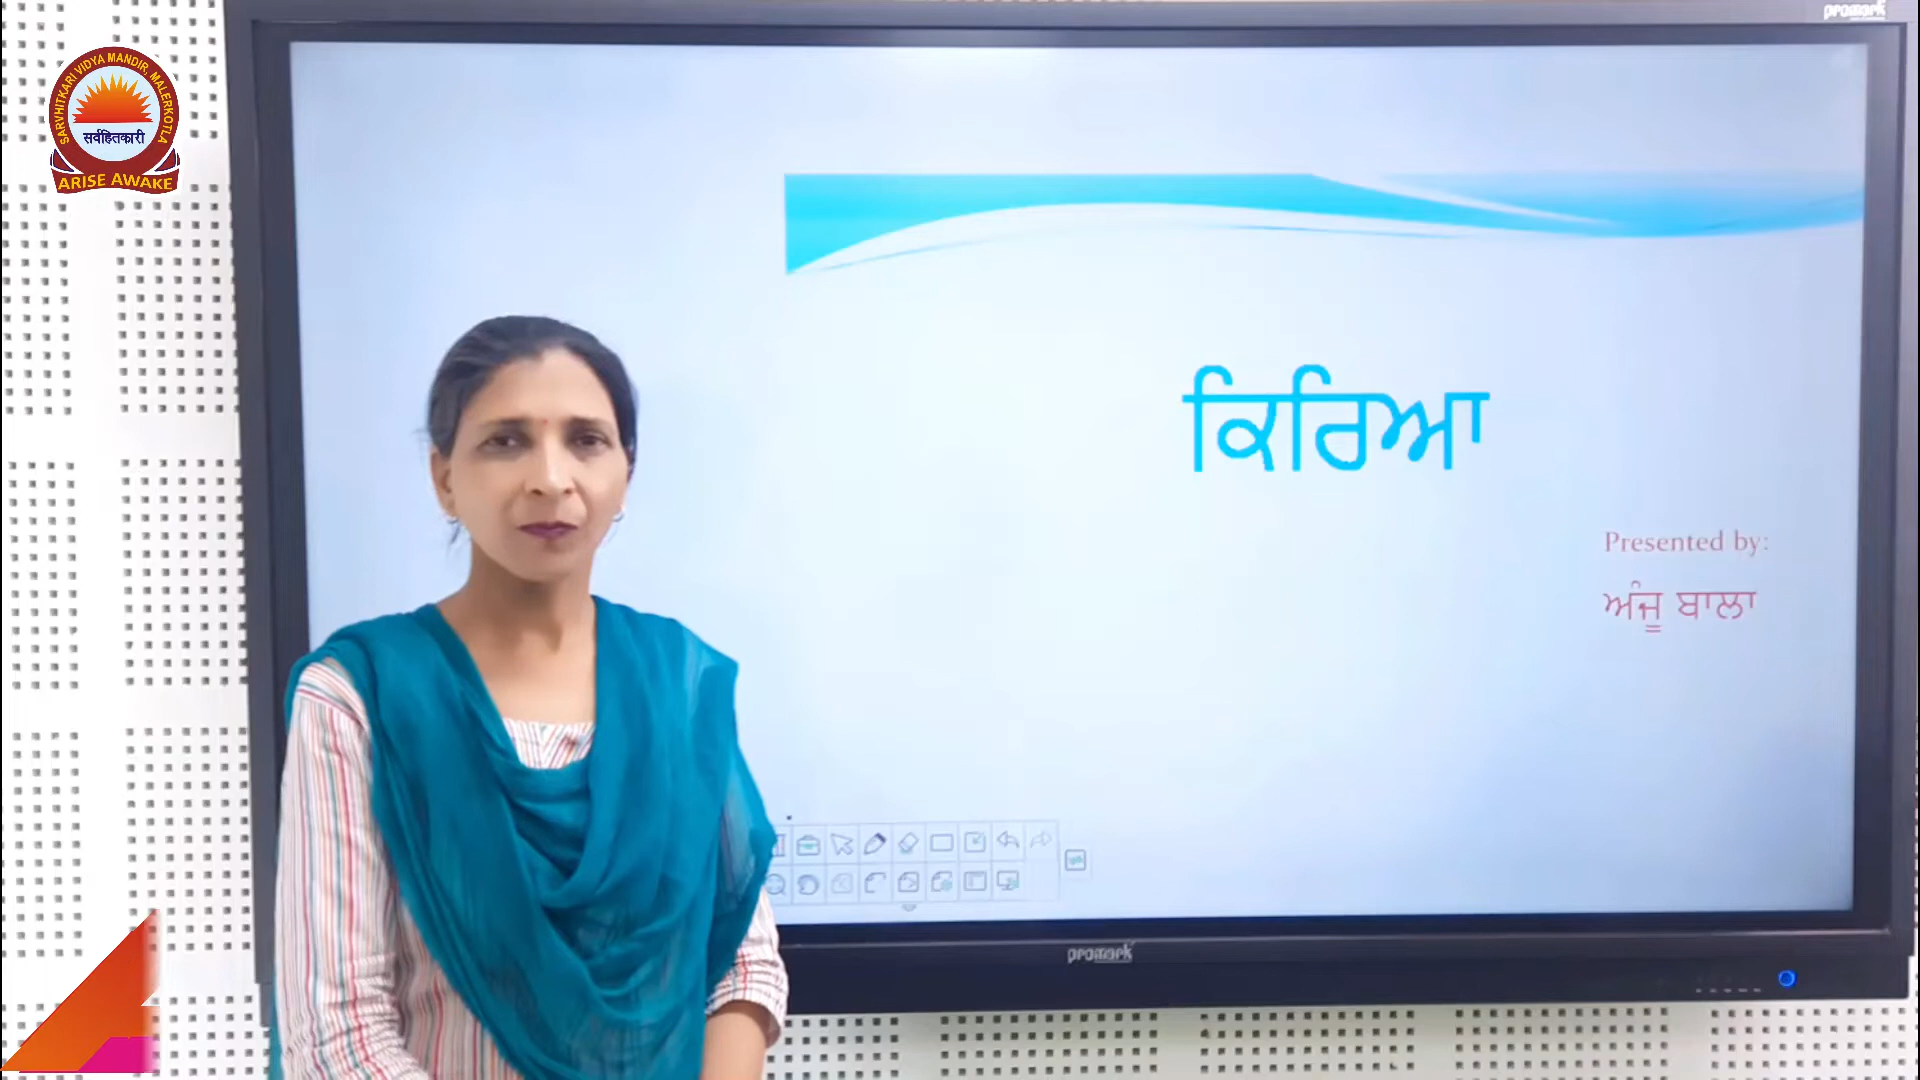 promark
SARVHITKARI VIDYA MANDIR, MALERKOTLA
सर्वहितकारी
ARISE AWAKE
ਕਿਰਿਆ
Presented by:
ਅੰਜੂ ਬਾਲਾ
promark